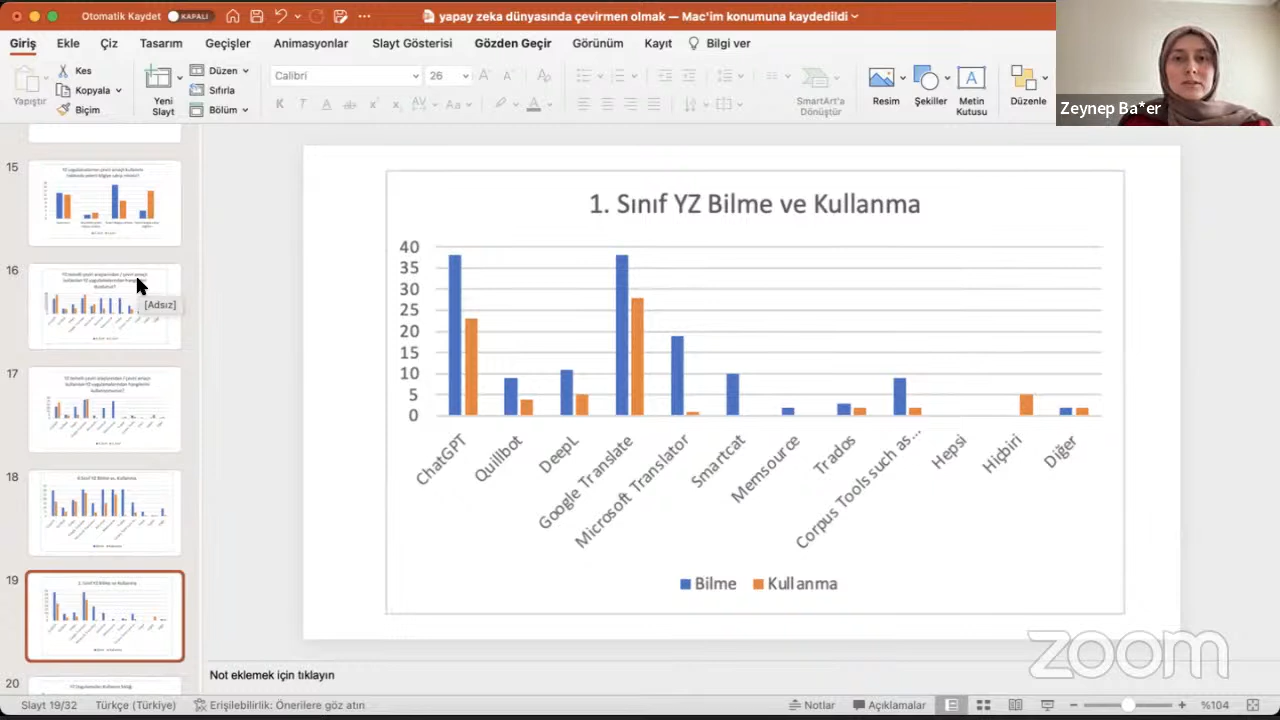 Otomatik Kaydet KAPALI
yapay zeka dünyasında çevirmen olmak — Mac'im konumuna kaydedildi
Giriş Ekle Çiz Tasarım Geçişler Animasyonlar Slayt Gösterisi Gözden Geçir Görünüm Kayıt Bilgi ver
Yapıştır
Kes
Kopyala
Biçim
Yeni
Slayt
Düzen
Sıfırla
Bölüm
Calibri 26
SmartArt'a
Dönüştür
Resim
Şekiller
Metin
Kutusu
Düzenle
Zeynep Ba*er
15
16
[Adsız]
17
18
19
20
1. Sınıf YZ Bilme ve Kullanma
40
35
30
25
20
15
10
5
0
ChatGPT
Quillbot
DeepL
Google Translate
Microsoft Translator
Smartcat
Memsource
Trados
Corpus Tools such as...
Hepsi
Hiçbiri
Diğer
Bilme Kullanma
zoom
Not eklemek için tıklayın
Slayt 19/32 Türkçe (Türkiye) Erişilebilirlik: Önerilere göz atın Notlar Açıklamalar %104